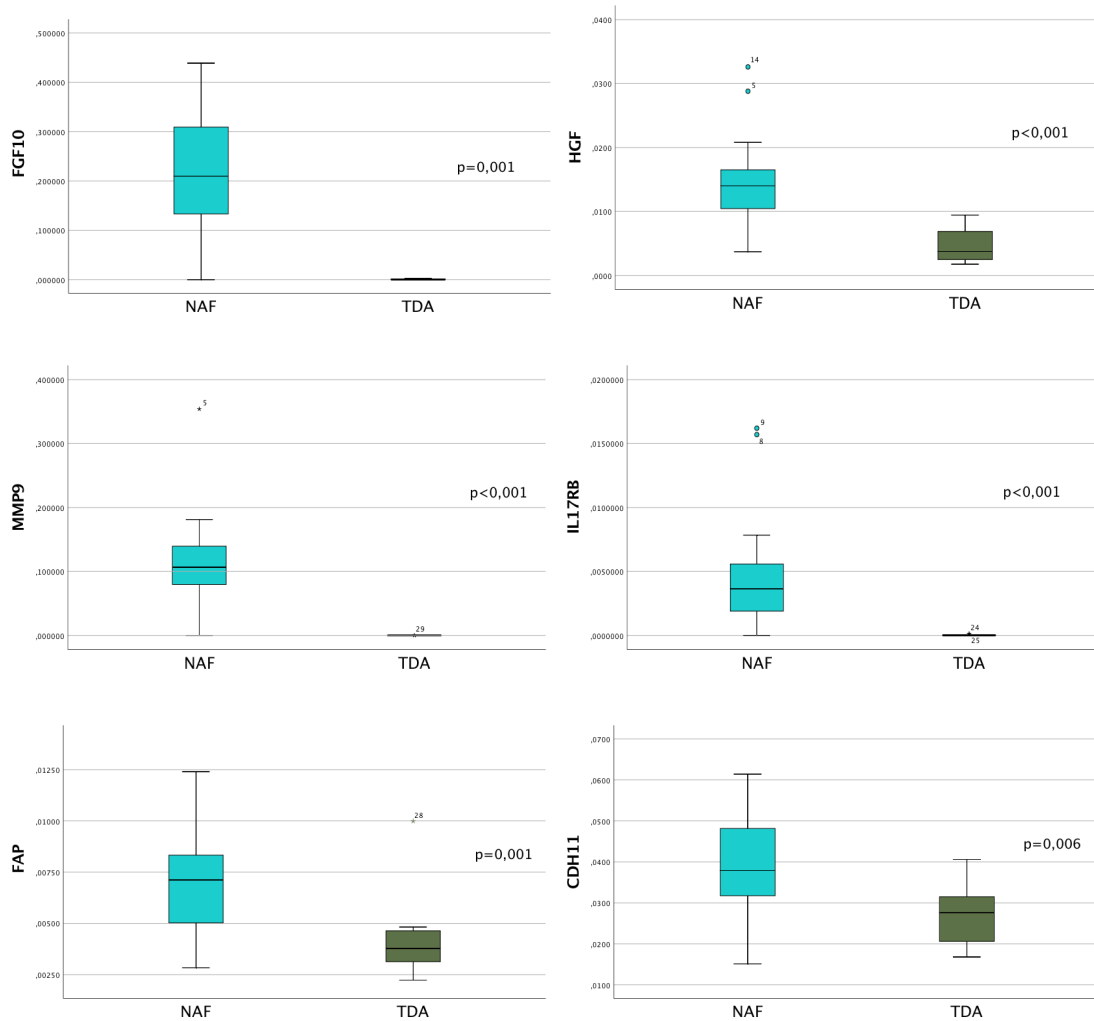 FGF10
,500000
,400000
,300000
,200000
,100000
,000000
p=0,001
NAF TDA
HGF
,0400
,0300
,0200
,0100
,0000
14
5
p<0,001
NAF TDA
MMP9
,400000
,300000
,200000
,100000
,000000
5
29
p<0,001
NAF TDA
IL17RB
,0200000
,0150000
,0100000
,0050000
,0000000
9
8
24
25
p<0,001
NAF TDA
FAP
,01250
,01000
,00750
,00500
,00250
28
p=0,001
NAF TDA
CDH11
,0700
,0600
,0500
,0400
,0300
,0200
,0100
p=0,006
NAF TDA